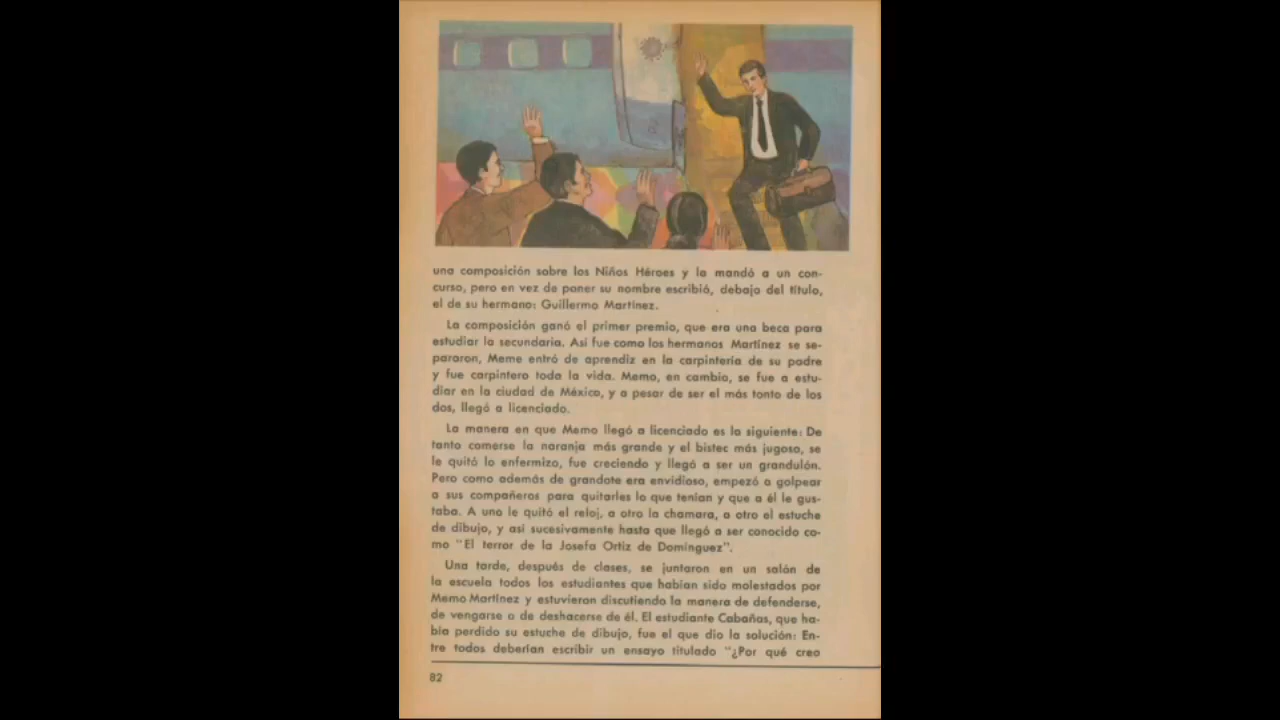 una composición sobre los Niños Héroes y la mandó a un con-
curso, pero en vez de poner su nombre escribió, debajo del título,
el de su hermano: Guillermo Martínez.
La composición ganó el primer premio, que era una beca para
estudiar la secundaria. Así fue como los hermanos Martínez se se-
pararon, Meme entró de aprendiz en la carpintería de su padre
y fue carpintero toda la vida. Memo, en cambio, se fue a estu-
diar en la ciudad de México, y a pesar de ser el más tonto de los
dos, llegó a licenciado.
La manera en que Memo llegó a licenciado es la siguiente: De
tanto comerse la naranja más grande y el bistec más jugoso, se
le quitó lo enfermizo, fue creciendo y llegó a ser un grandulón.
Pero como además de grandote era envidioso, empezó a golpear
a sus compañeros para quitarles lo que tenían y que a él le gus-
taba. A uno le quitó el reloj, a otro la chamara, a otro el estuche
de dibujo, y así sucesivamente hasta que llegó a ser conocido co-
mo "El terror de la Josefa Ortiz de Domínguez".
Una tarde, después de clases, se juntaron en un salón de
la escuela todos los estudiantes que habían sido molestados por
Memo Martínez y estuvieron discutiendo la manera de defenderse,
de vengarse o de deshacerse de él. El estudiante Cabañas, que ha-
bía perdido su estuche de dibujo, fue el que dio la solución: En-
tre todos deberían escribir un ensayo titulado "¿Por qué creo
82